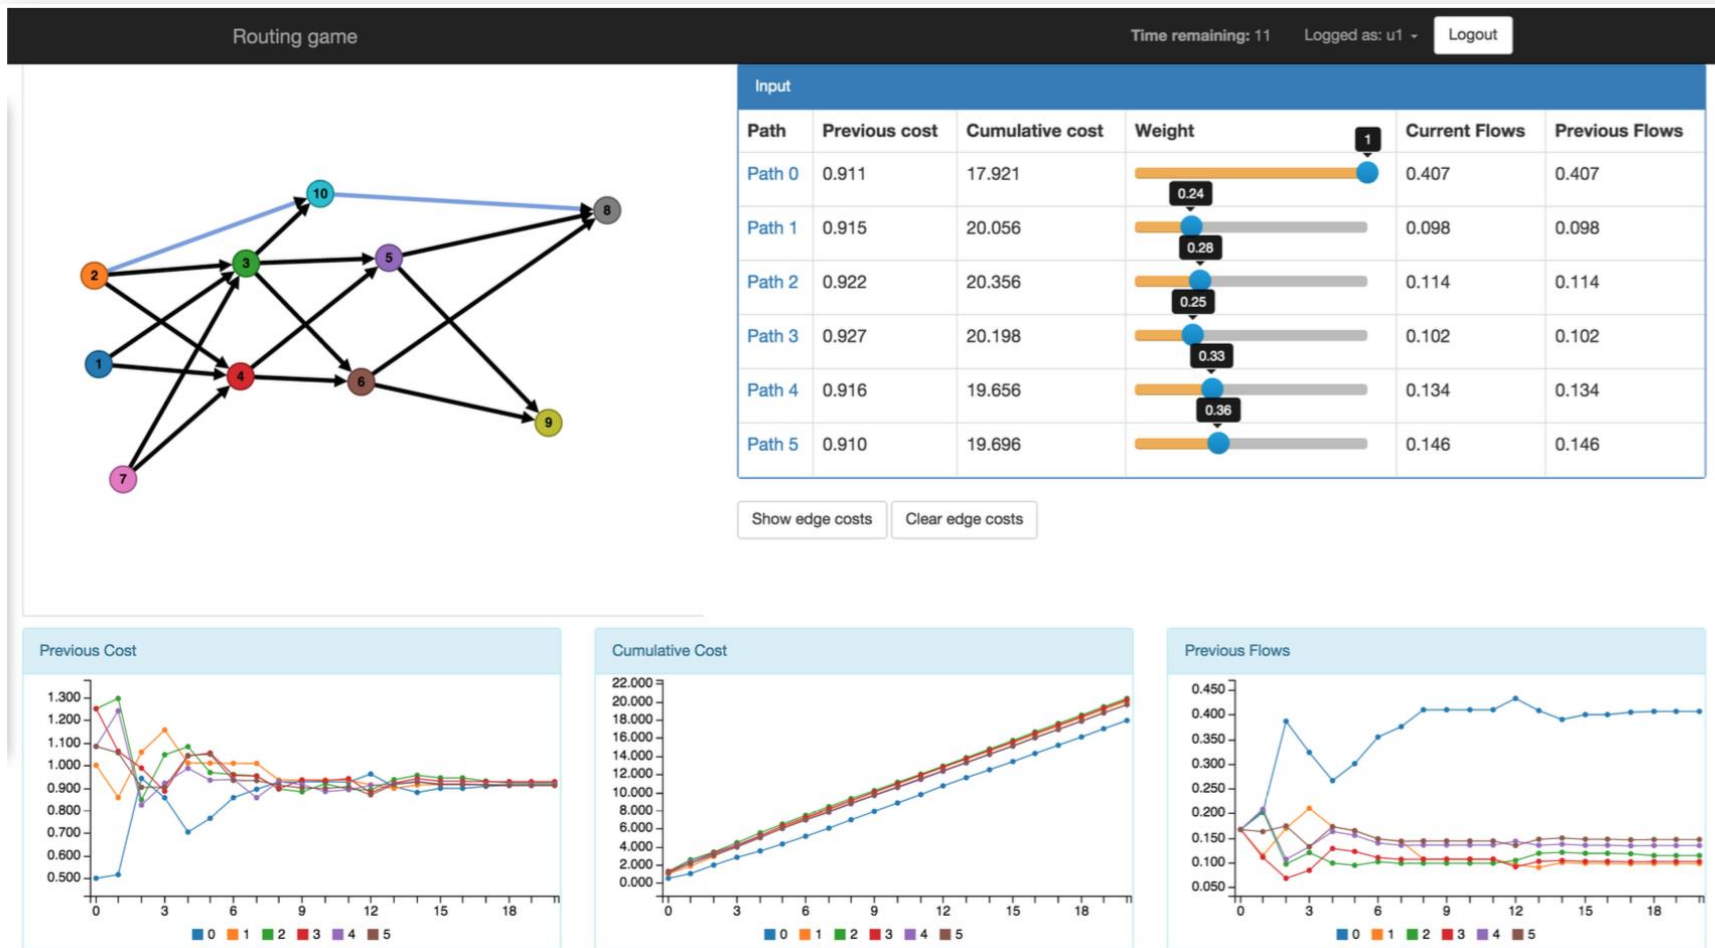 Routing game Time remaining: 11 Logged as: u1 Logout
10
8
5
3
2
1
4
6
9
7
Input
Path Previous cost Cumulative cost Weight Current Flows Previous Flows
1
Path 0 0.911 17.921 0.407 0.407
0.24
Path 1 0.915 20.056 0.098 0.098
0.28
Path 2 0.922 20.356 0.114 0.114
0.25
Path 3 0.927 20.198 0.102 0.102
0.33
Path 4 0.916 19.656 0.134 0.134
0.36
Path 5 0.910 19.696 0.146 0.146
Show edge costs Clear edge costs
Previous Cost
1.300
1.200
1.100
1.000
0.900
0.800
0.700
0.600
0.500
0 3 6 9 12 15 18
0 1 2 3 4 5
Cumulative Cost
22.000
20.000
18.000
16.000
14.000
12.000
10.000
8.000
6.000
4.000
2.000
0.000
0 3 6 9 12 15 18
0 1 2 3 4 5
Previous Flows
0.450
0.400
0.350
0.300
0.250
0.200
0.150
0.100
0.050
0 3 6 9 12 15 18
0 1 2 3 4 5